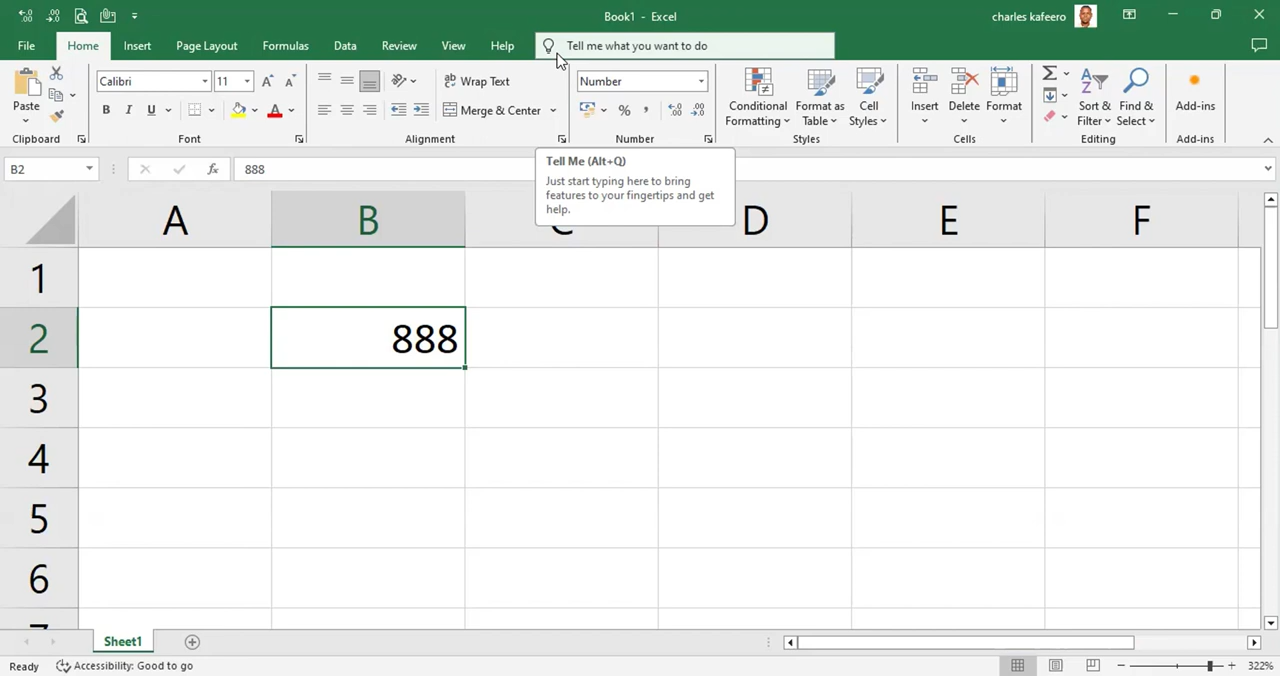 Book1 - Excel
charles kafeero
File Home Insert Page Layout Formulas Data Review View Help Tell me what you want to do
Paste
Calibri 11
B I U A A A
Wrap Text
Merge & Center
Number
% ,
Conditional Formatting
Format as Table
Cell Styles
Insert Delete Format
Sort & Filter
Find & Select
Add-ins
Clipboard Font Alignment Number Styles Cells Editing Add-ins
B2 fx 888
Tell Me (Alt+Q)
Just start typing here to bring
features to your fingertips and get
help.
A B C D E F
1
2 888
3
4
5
6
Sheet1
Ready Accessibility: Good to go 322%